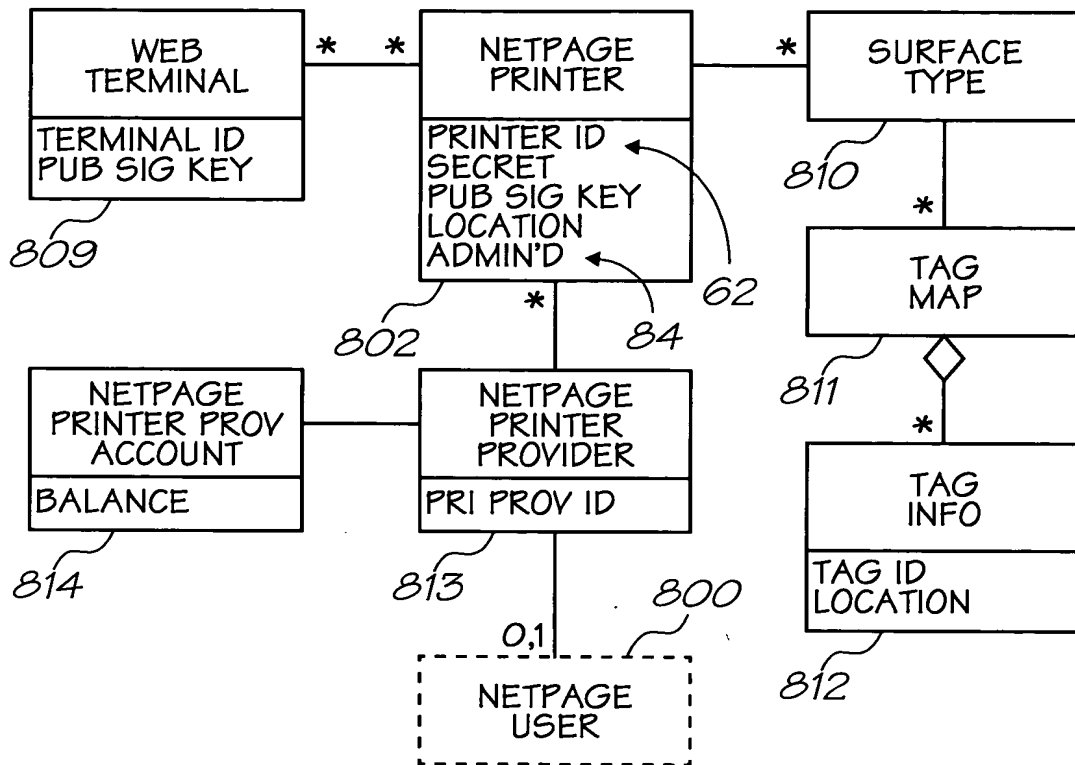 WEB
TERMINAL
TERMINAL ID
PUB SIG KEY
809
* *
NETPAGE
PRINTER
PRINTER ID
SECRET
PUB SIG KEY
LOCATION
ADMIN'D
802
62
84
*
*
SURFACE
TYPE
810
*
TAG
MAP
811
*
TAG
INFO
TAG ID
LOCATION
812
NETPAGE
PRINTER PROV
ACCOUNT
BALANCE
814
NETPAGE
PRINTER
PROVIDER
PRI PROV ID
813
800
0,1
NETPAGE
USER